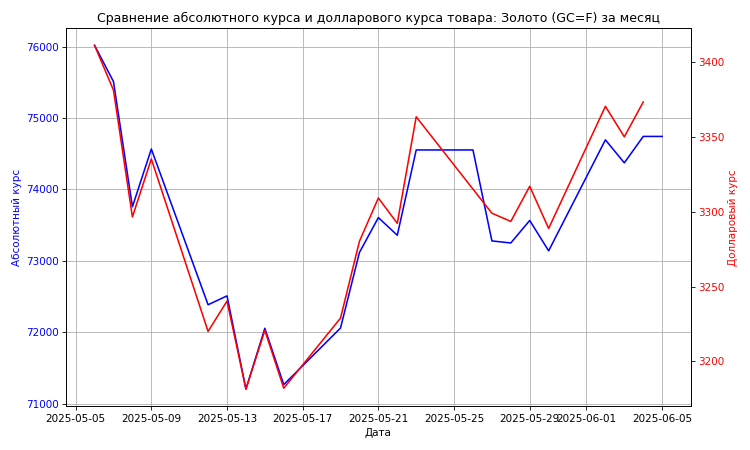 Сравнение абсолютного курса и долларового курса товара: Золото (GC=F) за месяц
Абсолютный курс
76000
75000
74000
73000
72000
71000
3400
3350
3300
3250
3200
Долларовый курс
2025-05-05 2025-05-09 2025-05-13 2025-05-17 2025-05-21 2025-05-25 2025-05-29 2025-06-01 2025-06-05
Дата